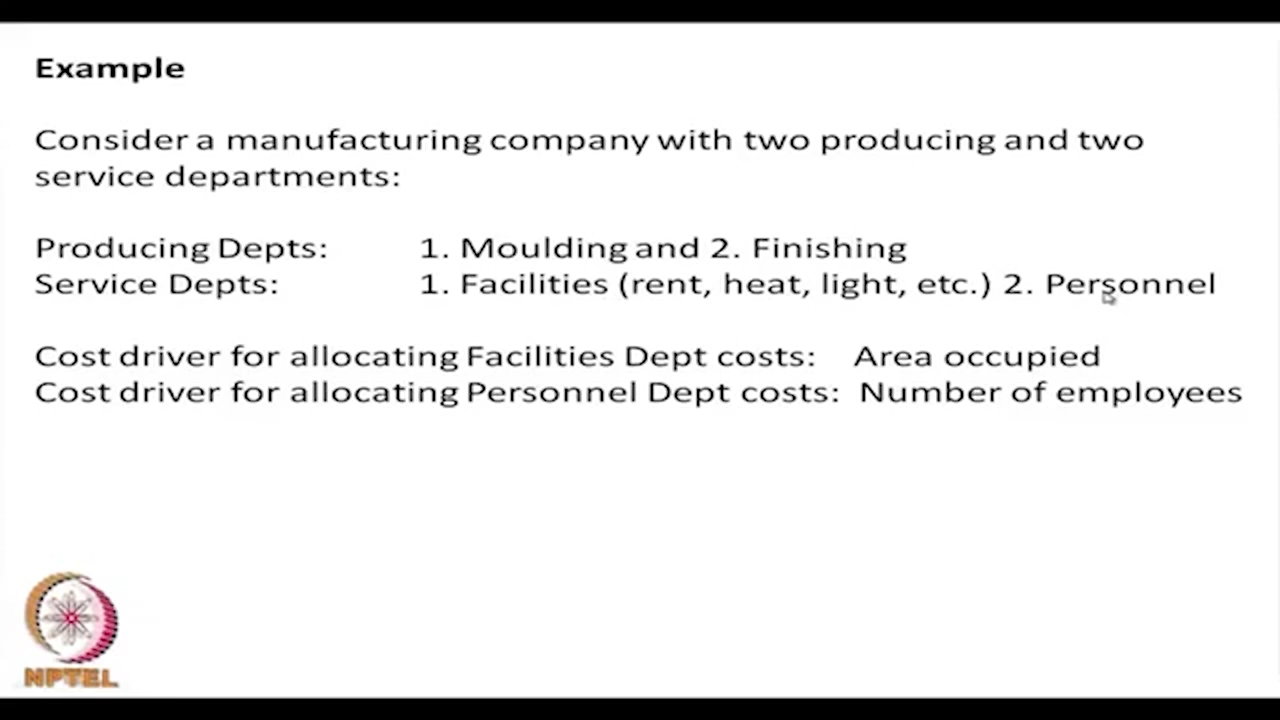 Example
Consider a manufacturing company with two producing and two
service departments:
Producing Depts: 1. Moulding and 2. Finishing
Service Depts: 1. Facilities (rent, heat, light, etc.) 2. Personnel
Cost driver for allocating Facilities Dept costs: Area occupied
Cost driver for allocating Personnel Dept costs: Number of employees
NPTEL